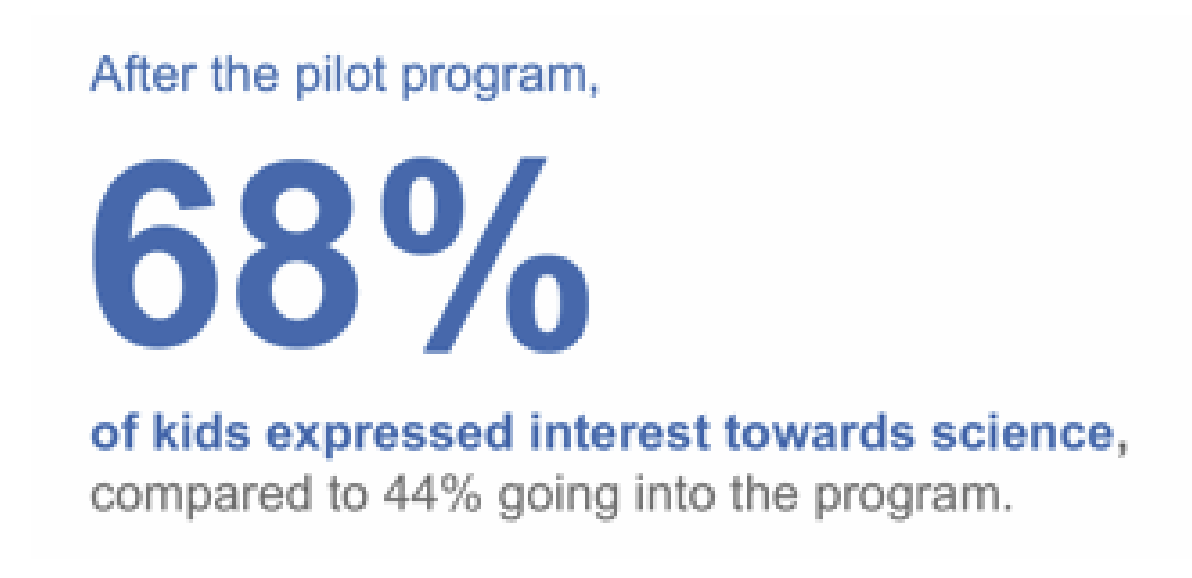 After the pilot program,
68%
of kids expressed interest towards science,
compared to 44% going into the program.